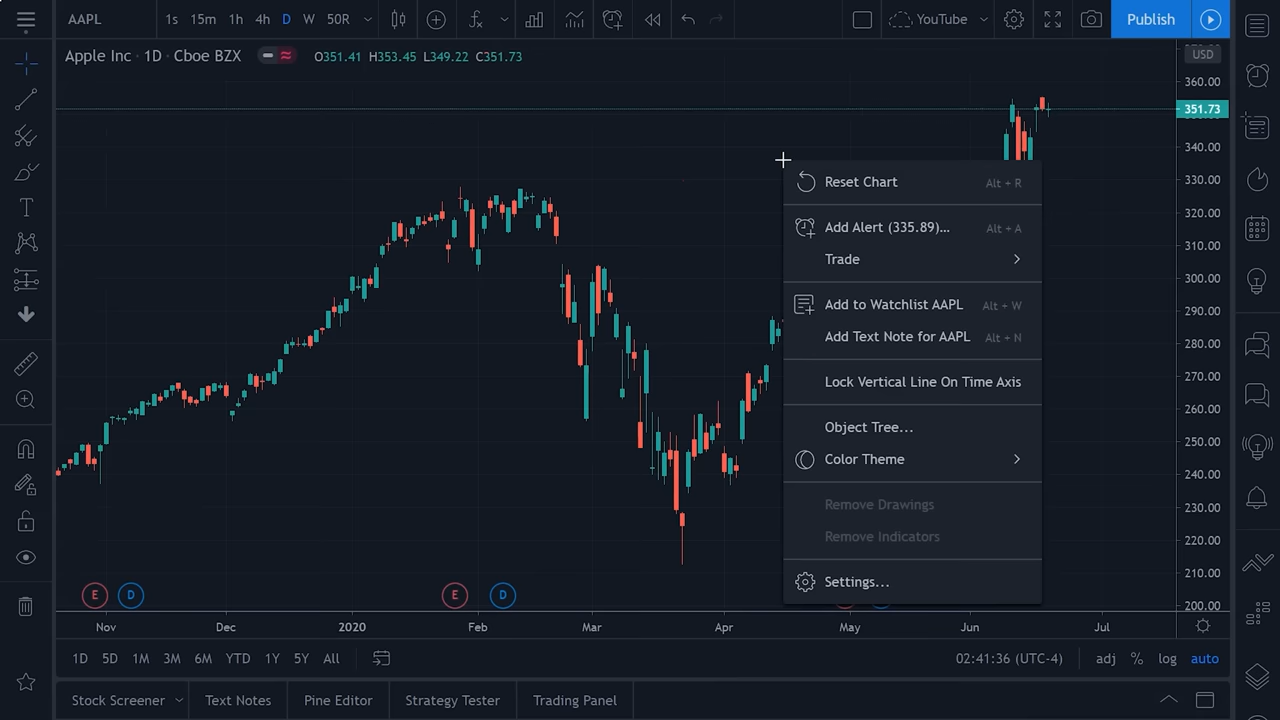 AAPL 1s 15m 1h 4h D W 50R YouTube Publish
Apple Inc · 1D · Cboe BZX O351.41 H353.45 L349.22 C351.73 USD
360.00
351.73
340.00
330.00
320.00
310.00
300.00
290.00
280.00
270.00
260.00
250.00
240.00
230.00
220.00
210.00
200.00
Reset Chart Alt + R
Add Alert (335.89)... Alt + A
Trade
Add to Watchlist AAPL Alt + W
Add Text Note for AAPL Alt + N
Lock Vertical Line On Time Axis
Object Tree...
Color Theme
Remove Drawings
Remove Indicators
Settings...
E D E D
Nov Dec 2020 Feb Mar Apr May Jun Jul
1D 5D 1M 3M 6M YTD 1Y 5Y All 02:41:36 (UTC-4) adj % log auto
Stock Screener Text Notes Pine Editor Strategy Tester Trading Panel